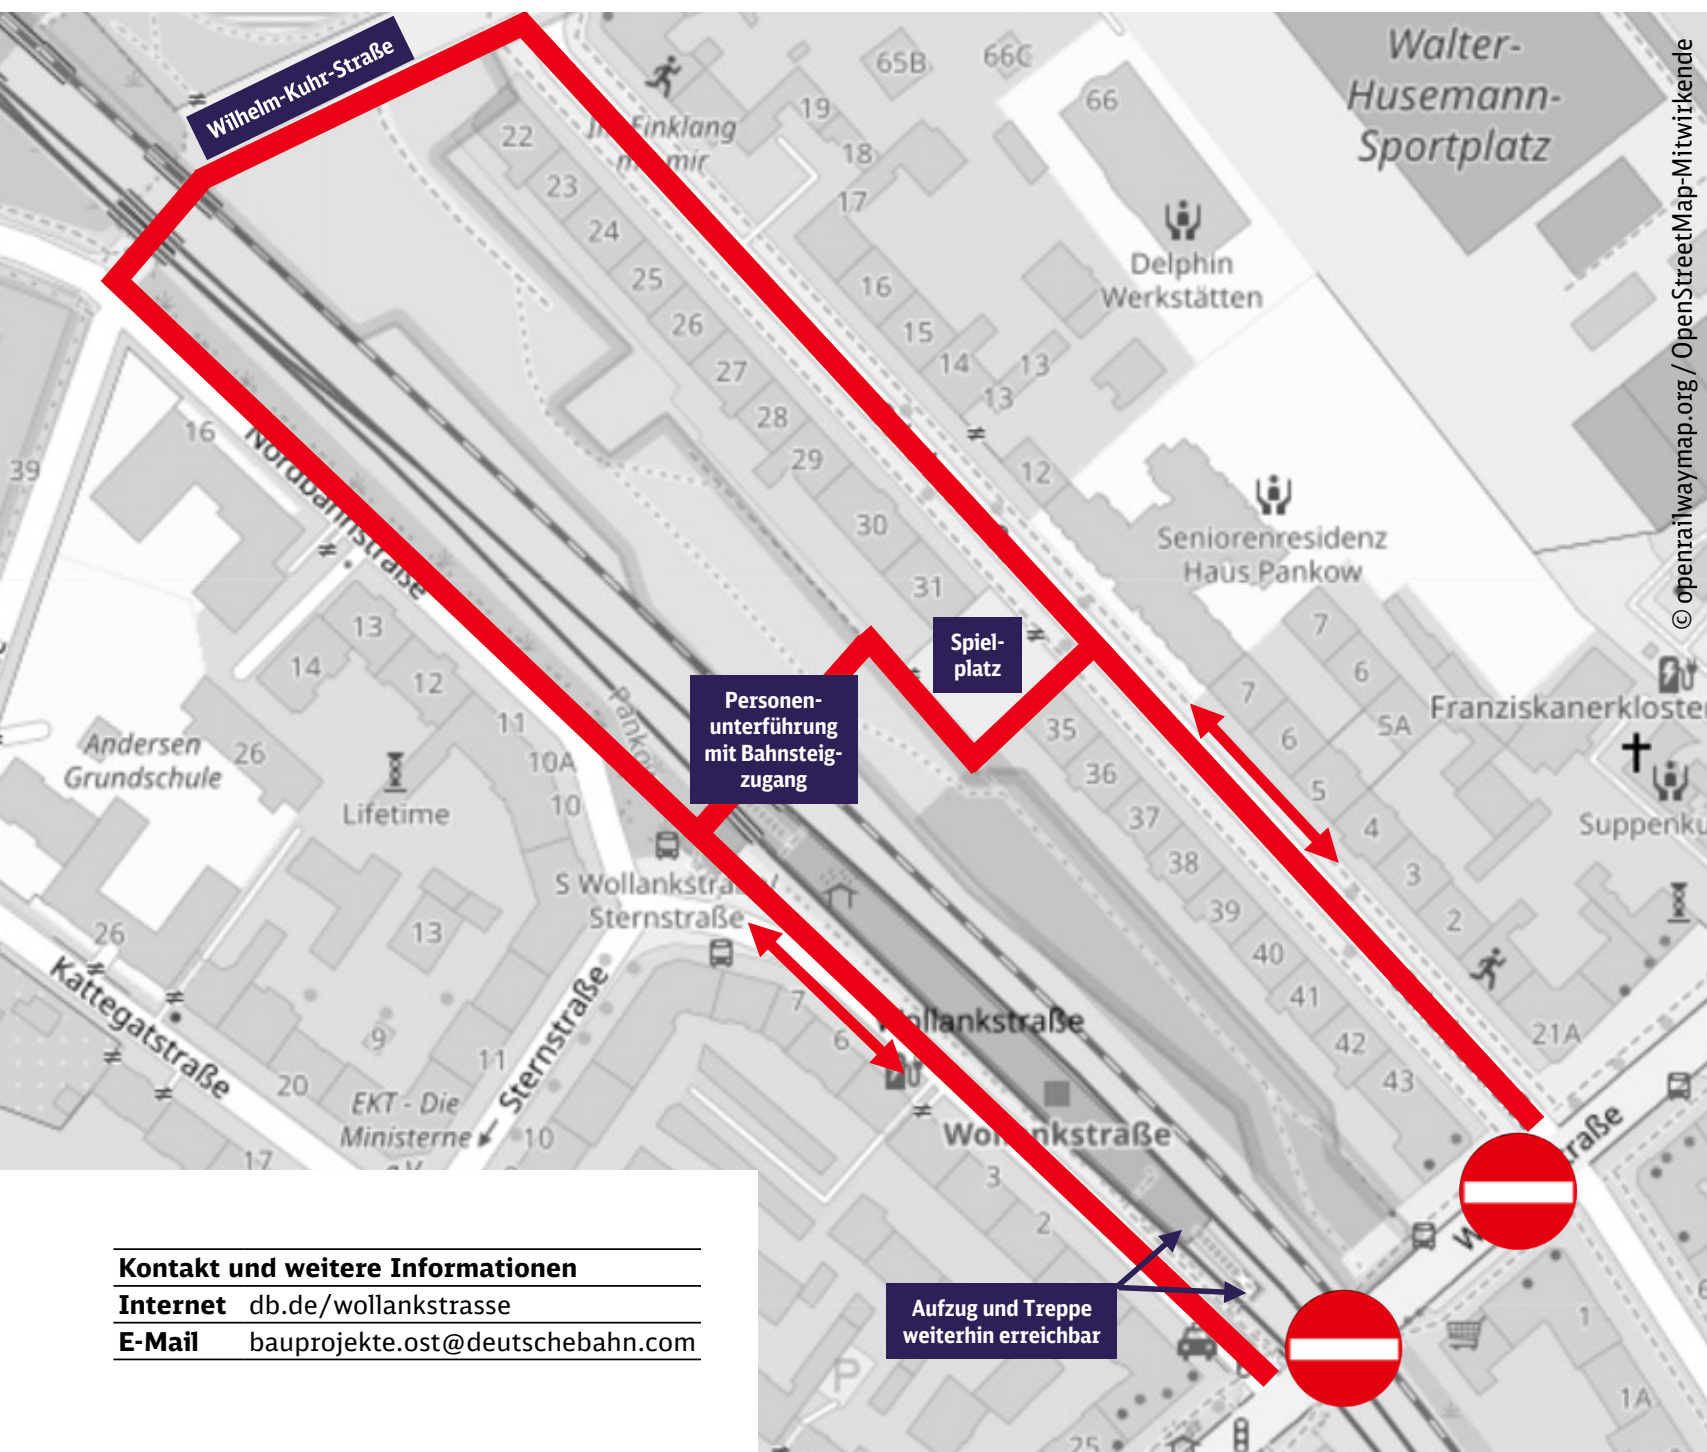 Wilhelm-Kuhr-Straße
Walter-
Husemann-
Sportplatz
© openrailwaymap.org / OpenStreetMap-Mitwirkende
65B
66C
66
19
18
17
22
23
24
25
26
27
28
29
30
31
16
15
14
13
13
12
Delphin
Werkstätten
Seniorenresidenz
Haus Pankow
7
6
5A
7
6
5
4
3
2
21A
Franziskanerkloster
39
16
Nordbahnstraße
13
14
12
11
10A
10
Andersen
Grundschule
26
Lifetime
Spiel-
platz
Personen-
unterführung
mit Bahnsteig-
zugang
35
36
37
38
39
40
41
42
43
S Wollankstraße/
Sternstraße
26
13
Kattegatstraße
9
11
20
Sternstraße
EKT - Die
Ministerne
e.V.
10
17
7
6
Wollankstraße
Wollankstraße
3
2
Aufzug und Treppe
weiterhin erreichbar
P
25
1
1A
Kontakt und weitere Informationen
Internet db.de/wollankstrasse
E-Mail bauprojekte.ost@deutschebahn.com